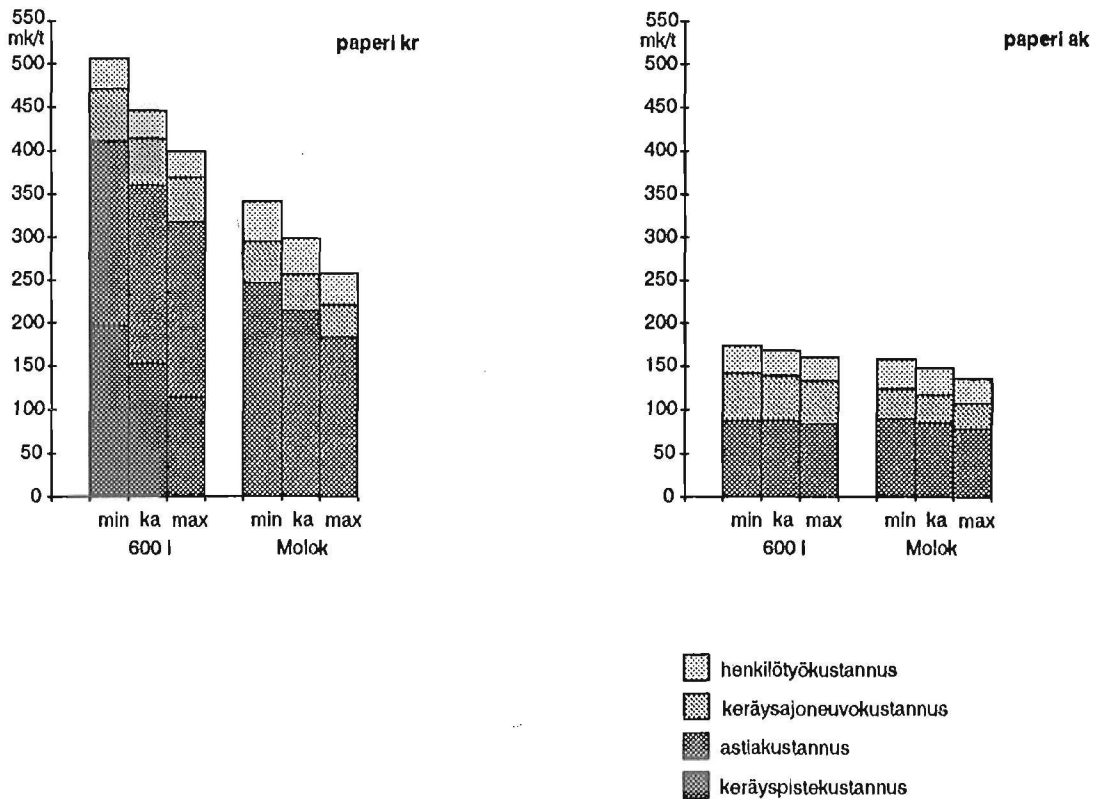 paperi kr
550
mk/t
500
450
400
350
300
250
200
150
100
50
0
min ka max min ka max
600 l Molok
paperi ak
550
mk/t
500
450
400
350
300
250
200
150
100
50
0
min ka max min ka max
600 l Molok
henkilötyökustannus
keräysajoneuvokustannus
astiakustannus
keräyspistekustannus